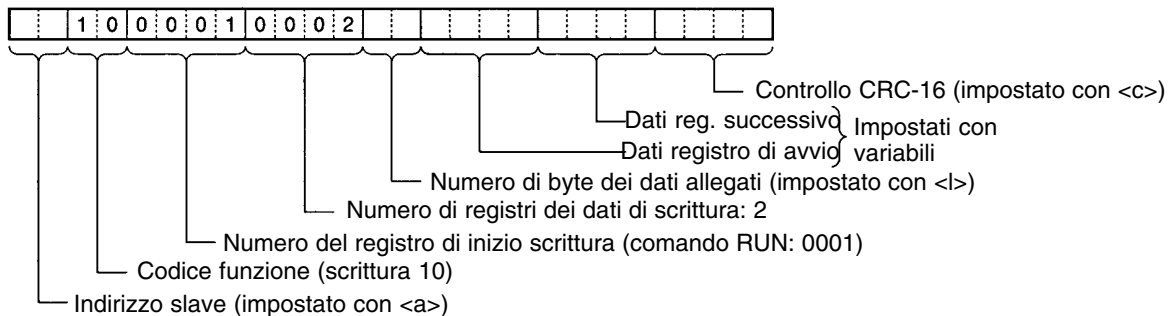 1 0 0 0 0 1 0 0 0 2
Controllo CRC-16 (impostato con <c>)
Dati reg. successivo
Dati registro di avvio
Impostati con
variabili
Numero di byte dei dati allegati (impostato con <l>)
Numero di registri dei dati di scrittura: 2
Numero del registro di inizio scrittura (comando RUN: 0001)
Codice funzione (scrittura 10)
Indirizzo slave (impostato con <a>)